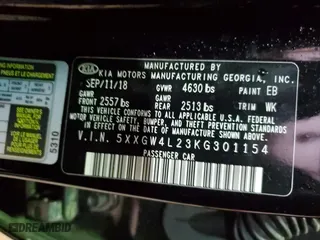 KIA
MANUFACTURED BY
KIA MOTORS MANUFACTURING GEORGIA, INC.
SEP/11/18 GVWR 4630 lbs PAINT EB
GAWR GAWR
FRONT 2557 lbs REAR 2513 lbs TRIM WK
THIS VEHICLE CONFORMS TO ALL APPLICABLE
FEDERAL MOTOR VEHICLE SAFETY, BUMPER, AND THEFT
PREVENTION STANDARDS IN EFFECT ON THE DATE OF
MANUFACTURE SHOWN ABOVE.
V.I.N. 5XXGW4L23KG301154
PASSENGER CAR
5310
© DREAMBID